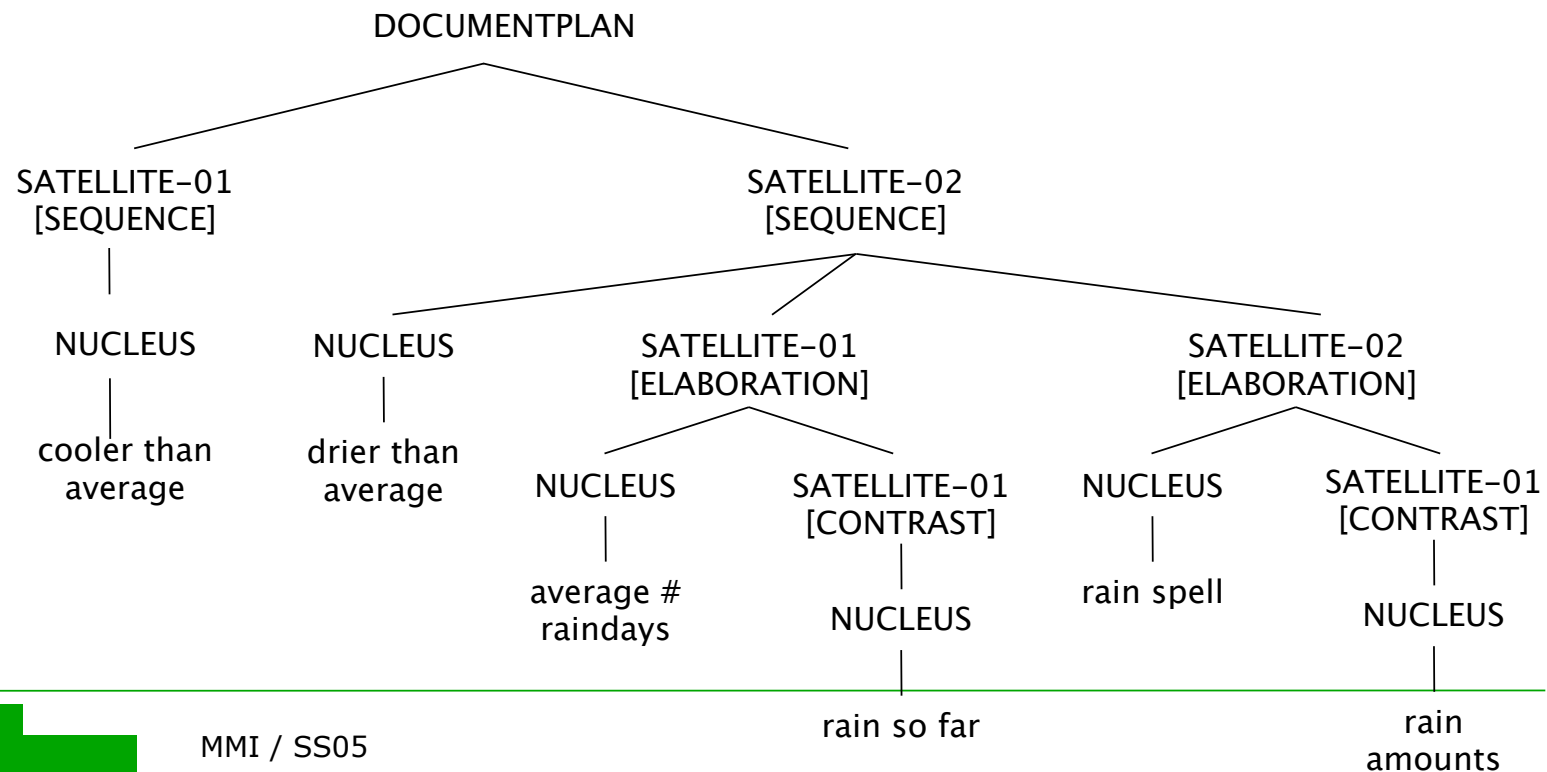 DOCUMENTPLAN
SATELLITE–01
[SEQUENCE]
SATELLITE–02
[SEQUENCE]
NUCLEUS
NUCLEUS
SATELLITE–01
[ELABORATION]
SATELLITE–02
[ELABORATION]
cooler than
average
drier than
average
NUCLEUS
SATELLITE–01
[CONTRAST]
NUCLEUS
SATELLITE–01
[CONTRAST]
average #
raindays
NUCLEUS
rain spell
NUCLEUS
rain so far
rain
amounts
MMI / SS05